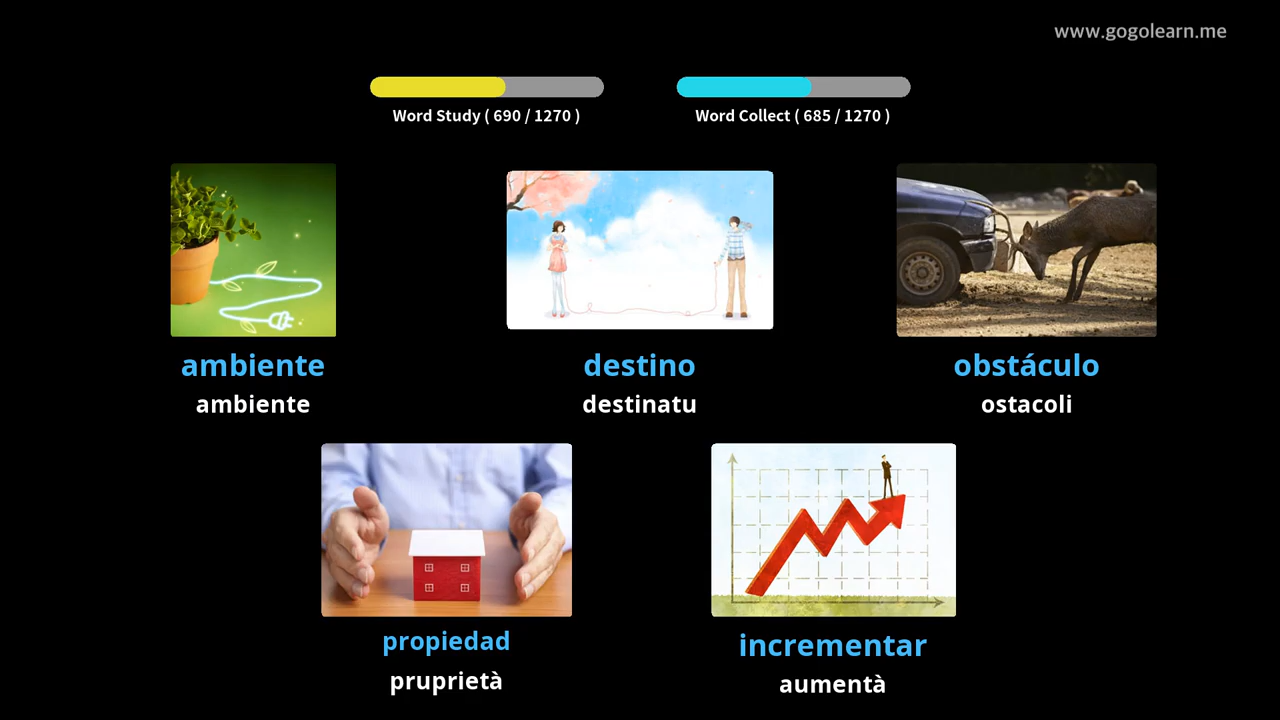 www.gogolearn.me
Word Study ( 690 / 1270 )
Word Collect ( 685 / 1270 )
ambiente
ambiente
destino
destinatu
obstáculo
ostacoli
propiedad
pruprietà
incrementar
aumentà